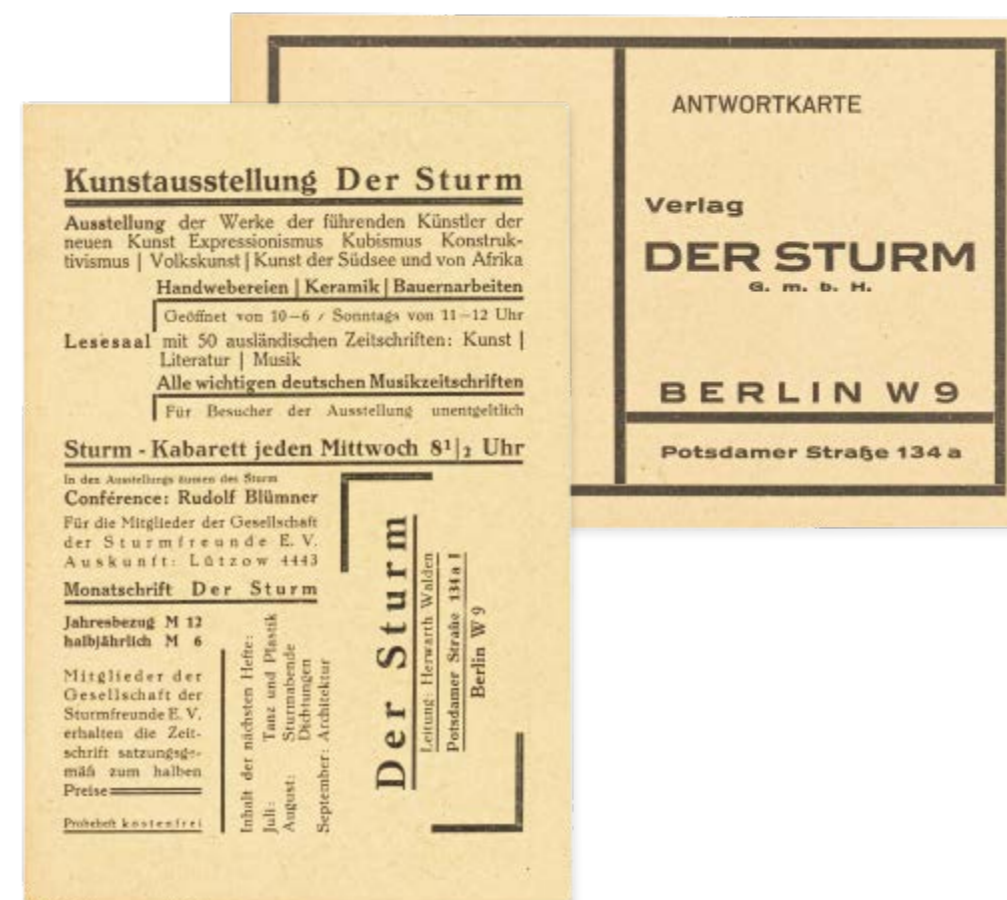 Kunstausstellung Der Sturm
Ausstellung der Werke der führenden Künstler der
neuen Kunst Expressionismus Kubismus Konstruk-
tivismus | Volkskunst | Kunst der Südsee und von Afrika
Handwebereien | Keramik | Bauernarbeiten
Geöffnet von 10–6 / Sonntags von 11–12 Uhr
Lesesaal mit 50 ausländischen Zeitschriften: Kunst |
Literatur | Musik
Alle wichtigen deutschen Musikzeitschriften
Für Besucher der Ausstellung unentgeltlich
Sturm - Kabarett jeden Mittwoch 8¹|₂ Uhr
In den Ausstellungsräumen des Sturm
Conférence: Rudolf Blümner
Für die Mitglieder der Gesellschaft
der Sturmfreunde E. V.
Auskunft: Lützow 4443
Monatschrift Der Sturm
Jahresbezug M 12
halbjährlich M 6
Mitglieder der
Gesellschaft der
Sturmfreunde E. V.
erhalten die Zeit-
schrift satzungsge-
mäß zum halben
Preise
Probeheft kostenfrei
Inhalt der nächsten Hefte:
Juli: Tanz und Plastik
August: Sturmabende
Dichtungen
September: Architektur
Der Sturm
Leitung: Herwarth Walden
Potsdamer Straße 134a I
Berlin W 9
ANTWORTKARTE
Verlag
DER STURM
G. m. b. H.
BERLIN W 9
Potsdamer Straße 134 a